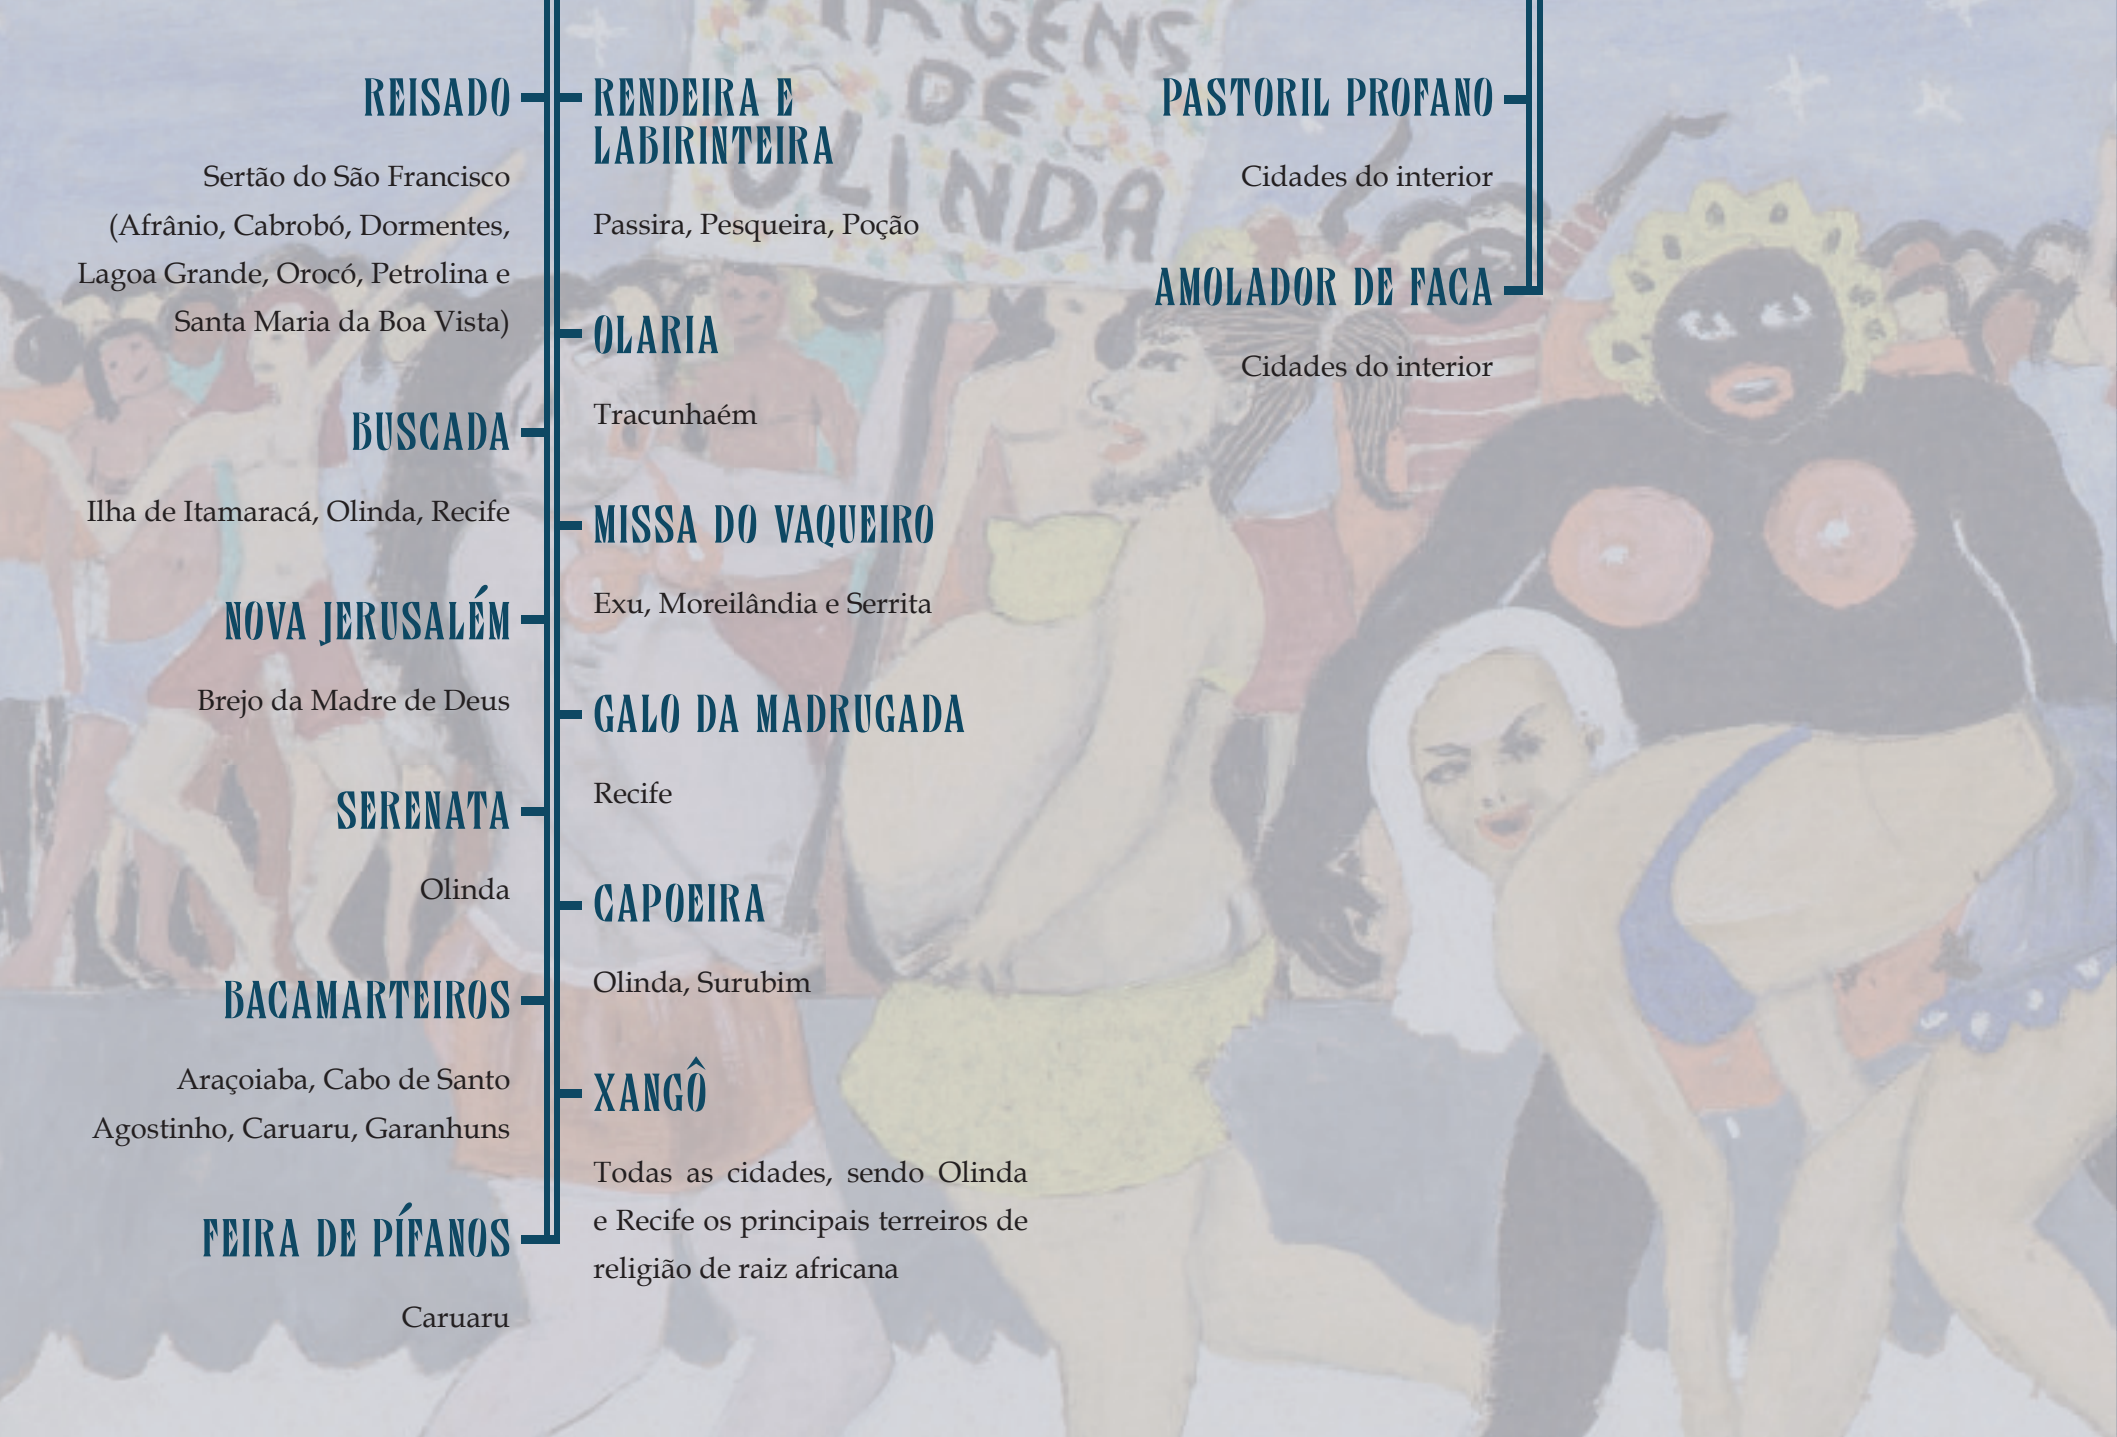 REISADO
Sertão do São Francisco
(Afrânio, Cabrobó, Dormentes,
Lagoa Grande, Orocó, Petrolina e
Santa Maria da Boa Vista)
BUSCADA
Ilha de Itamaracá, Olinda, Recife
NOVA JERUSALÉM
Brejo da Madre de Deus
SERENATA
Olinda
BACAMARTEIROS
Araçoiaba, Cabo de Santo
Agostinho, Caruaru, Garanhuns
FEIRA DE PÍFANOS
Caruaru
RENDEIRA E
LABIRINTEIRA
Passira, Pesqueira, Poção
OLARIA
Tracunhaém
MISSA DO VAQUEIRO
Exu, Moreilândia e Serrita
GALO DA MADRUGADA
Recife
CAPOEIRA
Olinda, Surubim
XANGÔ
Todas as cidades, sendo Olinda
e Recife os principais terreiros de
religião de raiz africana
PASTORIL PROFANO
Cidades do interior
AMOLADOR DE FACA
Cidades do interior
DE
OLINDA